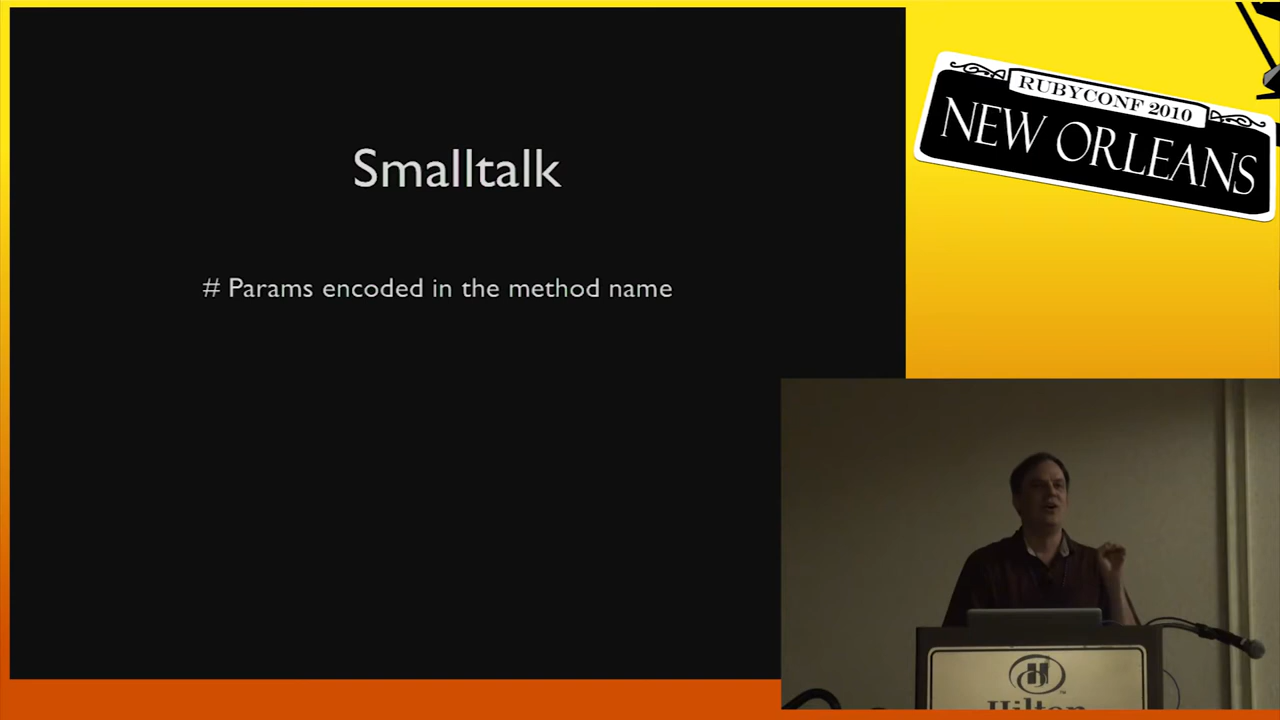 Smalltalk
# Params encoded in the method name
RUBYCONF 2010
NEW ORLEANS
Hilton